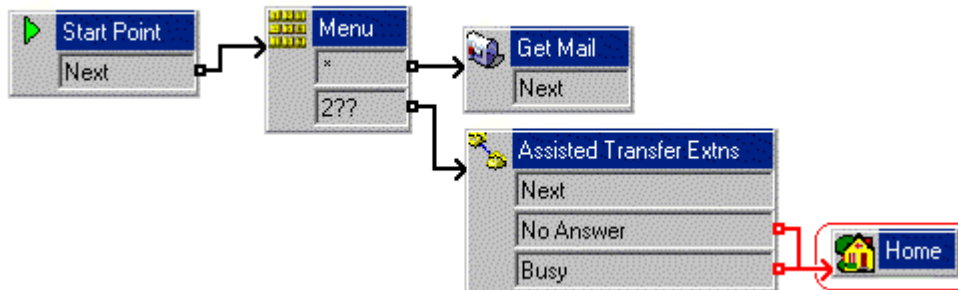 Start Point
Next
Menu
*
2??
Get Mail
Next
Assisted Transfer Extns
Next
No Answer
Busy
Home